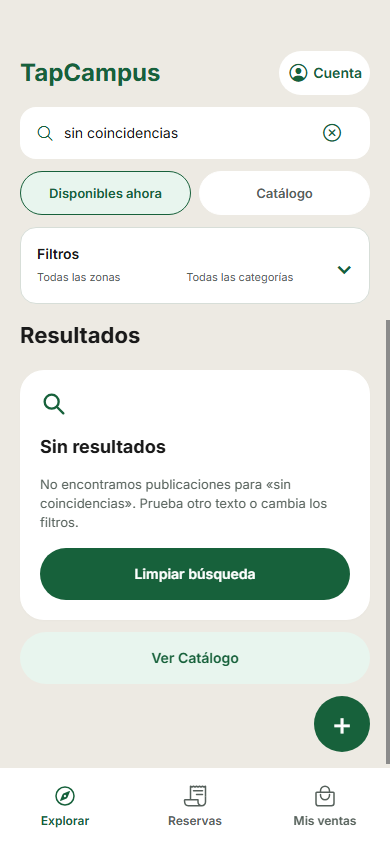 TapCampus
Cuenta
sin coincidencias
Disponibles ahora
Catálogo
Filtros
Todas las zonas
Todas las categorías
Resultados
Sin resultados
No encontramos publicaciones para «sin
coincidencias». Prueba otro texto o cambia los
filtros.
Limpiar búsqueda
Ver Catálogo
Explorar
Reservas
Mis ventas